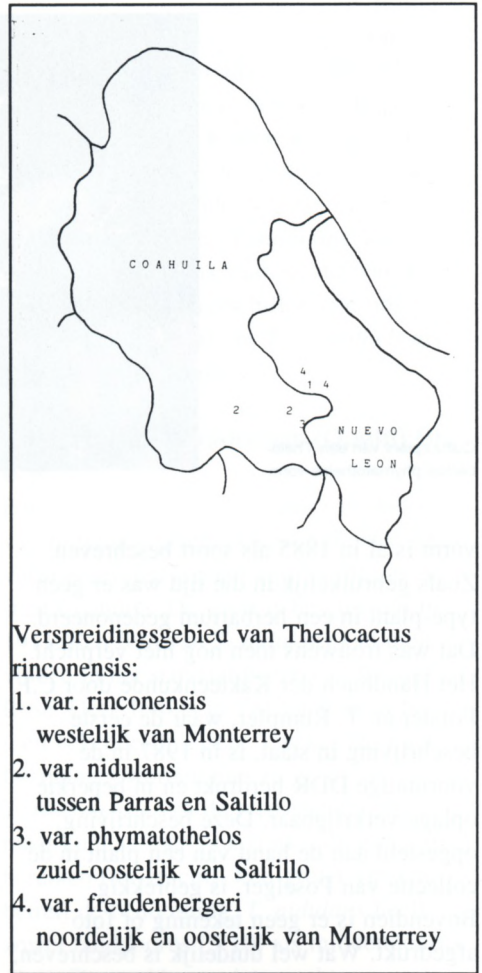 COAHUILA
4
1 4
2 2
3
NUEVO
LEON
Verspreidingsgebied van Thelocactus
rinconensis:
1. var. rinconensis
westelijk van Monterrey
2. var. nidulans
tussen Parras en Saltillo
3. var. phymatothelos
zuid-oostelijk van Saltillo
4. var. freudenbergeri
noordelijk en oostelijk van Monterrey